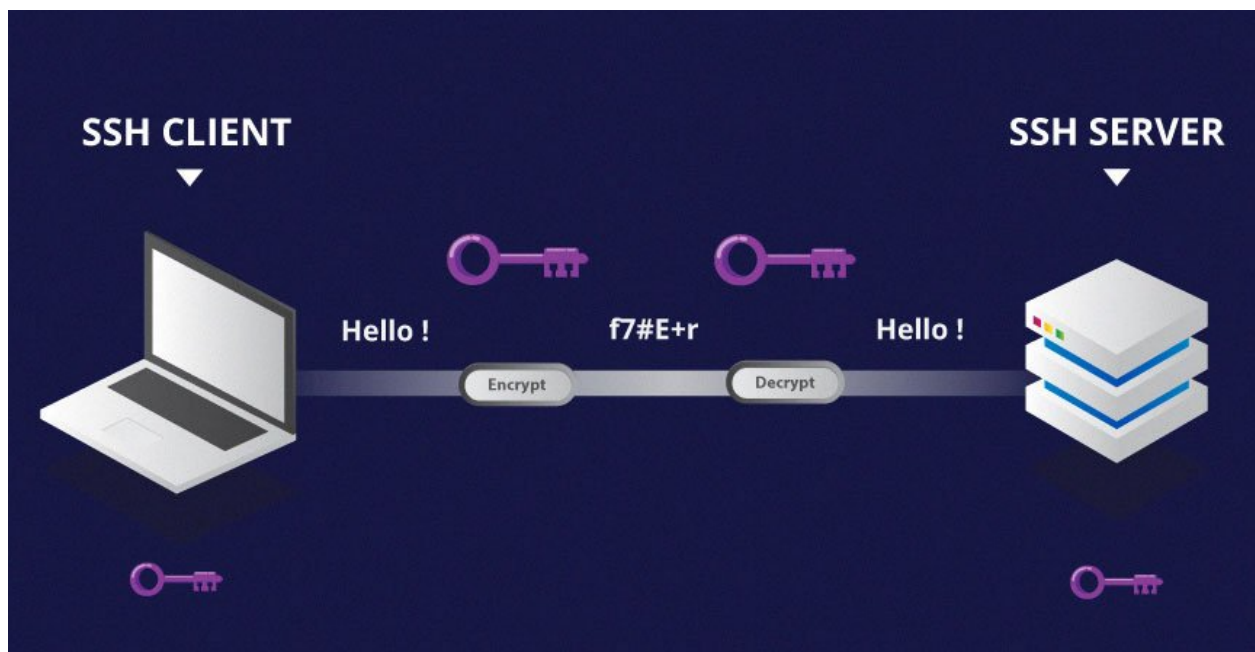 SSH CLIENT
SSH SERVER
Hello !
f7#E+r
Hello !
Encrypt
Decrypt